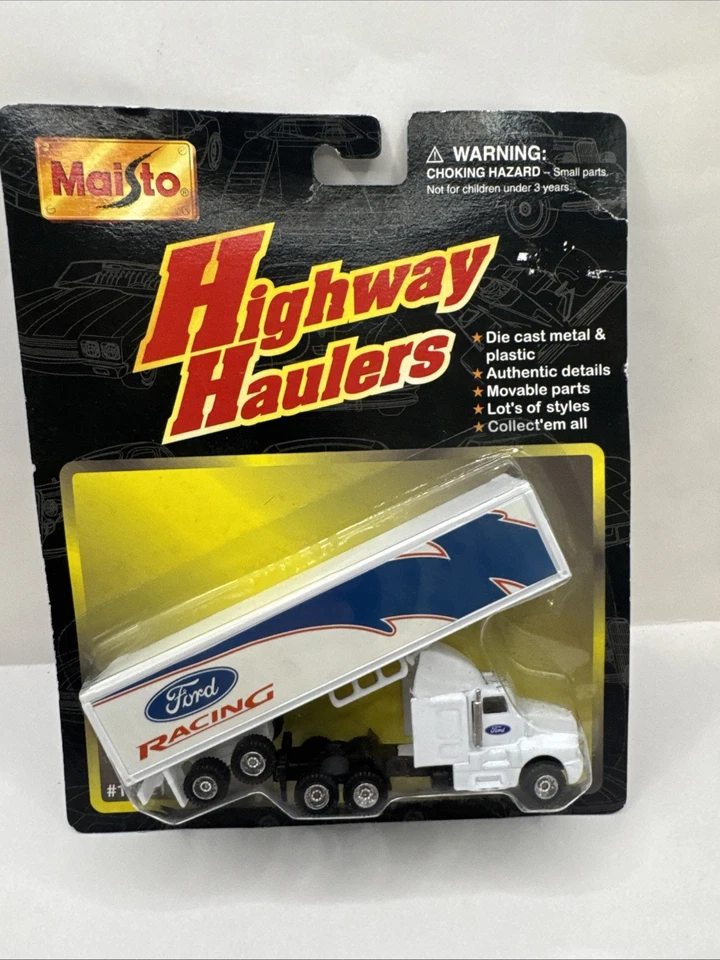 Maisto®
⚠ WARNING:
CHOKING HAZARD – Small parts.
Not for children under 3 years.
Highway
Haulers
★ Die cast metal &
plastic
★ Authentic details
★ Movable parts
★ Lot's of styles
★ Collect'em all
Ford
RACING
Ford